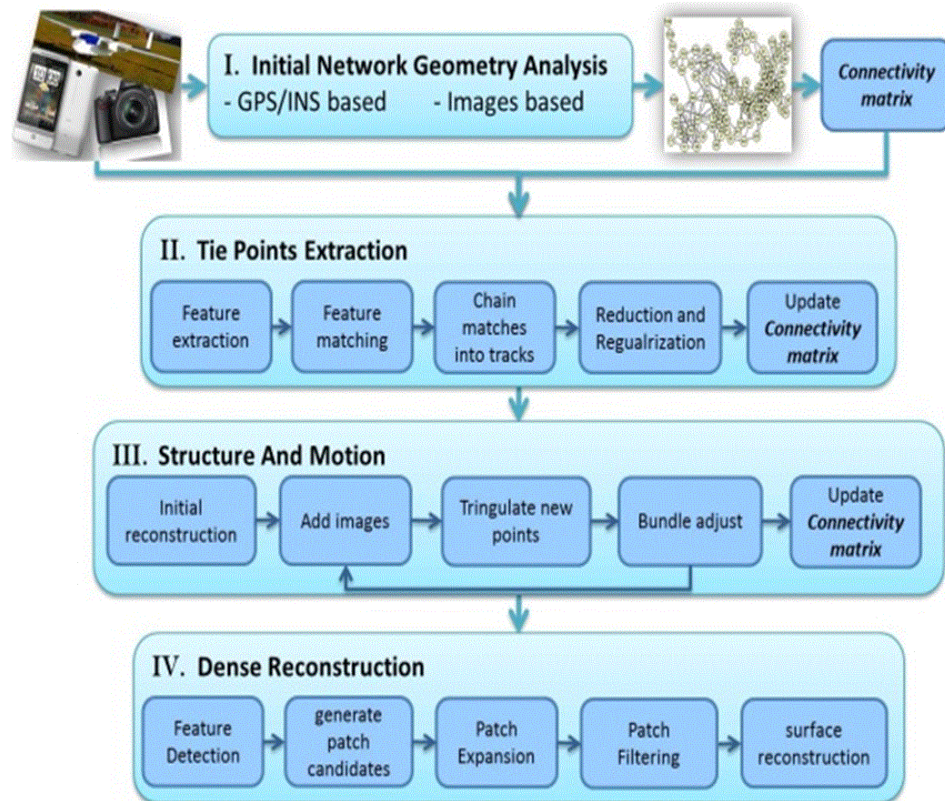 I. Initial Network Geometry Analysis
- GPS/INS based - Images based
Connectivity
matrix
II. Tie Points Extraction
Feature
extraction
Feature
matching
Chain
matches
into tracks
Reduction and
Regualrization
Update
Connectivity
matrix
III. Structure And Motion
Initial
reconstruction
Add images
Tringulate new
points
Bundle adjust
Update
Connectivity
matrix
IV. Dense Reconstruction
Feature
Detection
generate
patch
candidates
Patch
Expansion
Patch
Filtering
surface
reconstruction